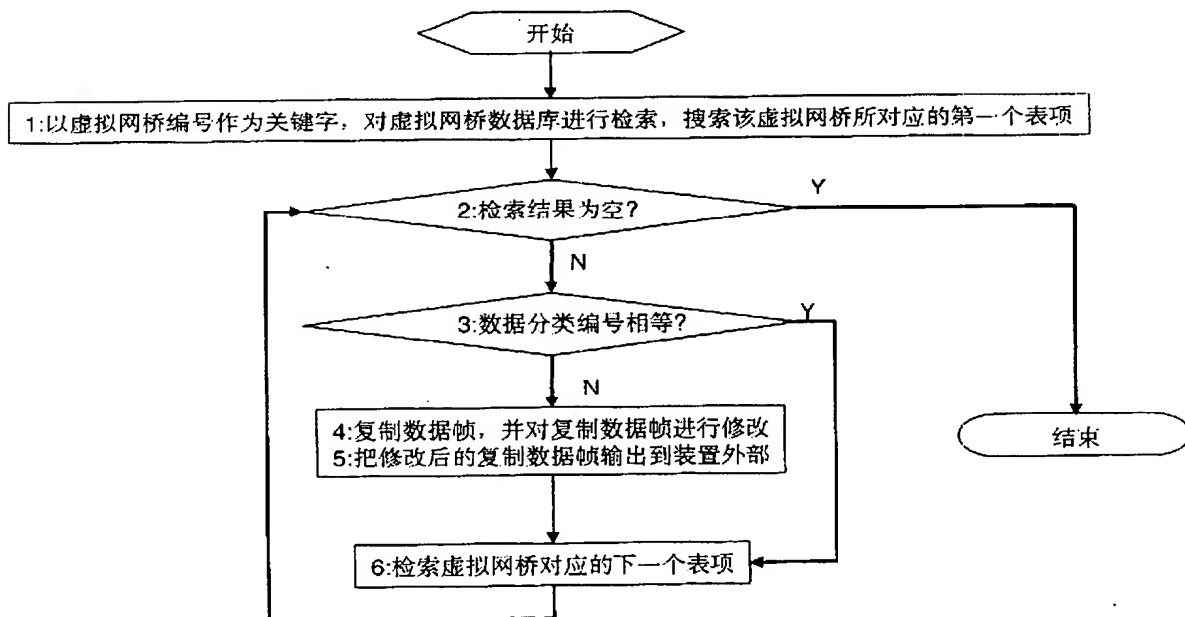 开始
1:以虚拟网桥编号作为关键字，对虚拟网桥数据库进行检索，搜索该虚拟网桥所对应的第一个表项
2:检索结果为空?
Y
N
3:数据分类编号相等?
Y
N
4:复制数据帧，并对复制数据帧进行修改
5:把修改后的复制数据帧输出到装置外部
结束
6:检索虚拟网桥对应的下一个表项